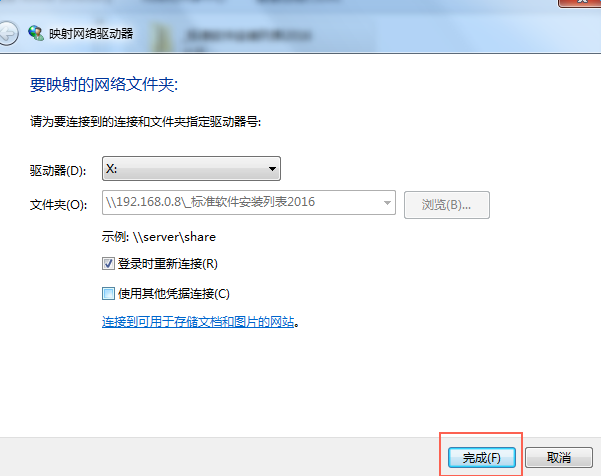 映射网络驱动器
要映射的网络文件夹:
请为要连接到的连接和文件夹指定驱动器号:
驱动器(D): X:
文件夹(O): \\192.168.0.8\_标准软件安装列表2016 浏览(B)...
示例: \\server\share
登录时重新连接(R)
使用其他凭据连接(C)
连接到可用于存储文档和图片的网站。
完成(F) 取消